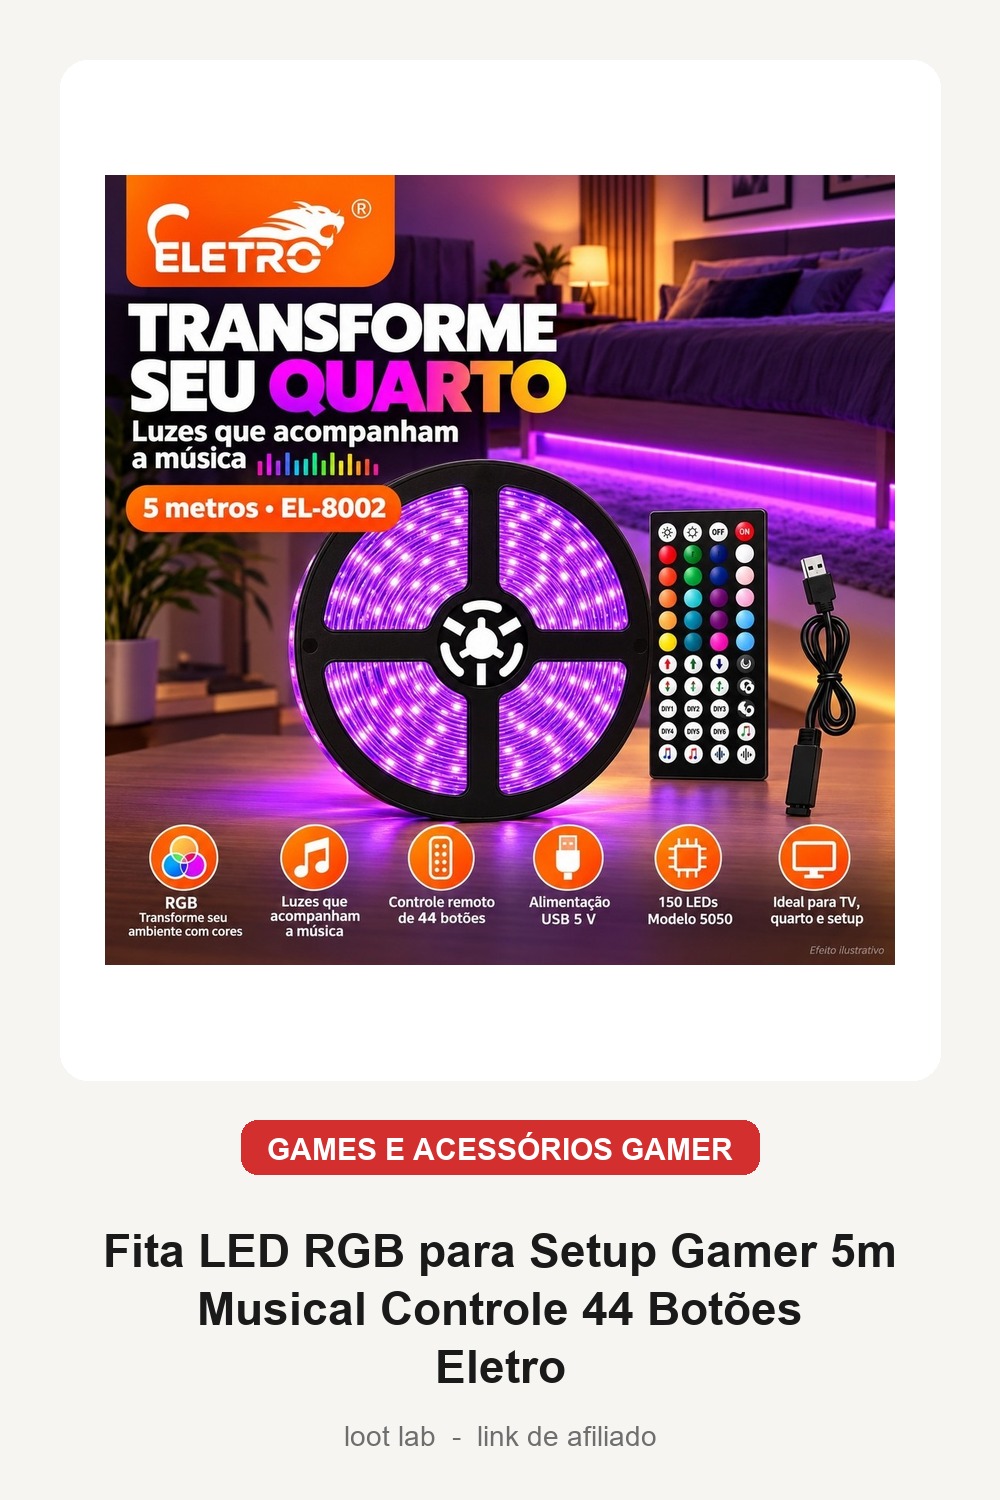 ELETRO ®
TRANSFORME
SEU QUARTO
Luzes que acompanham
a música
5 metros • EL-8002
OFF ON
DIY1 DIY2 DIY3
DIY4 DIY5 DIY6
RGB
Transforme seu
ambiente com cores
Luzes que
acompanham
a música
Controle remoto
de 44 botões
Alimentação
USB 5 V
150 LEDs
Modelo 5050
Ideal para TV,
quarto e setup
Efeito ilustrativo
GAMES E ACESSÓRIOS GAMER
Fita LED RGB para Setup Gamer 5m
Musical Controle 44 Botões
Eletro
loot lab - link de afiliado